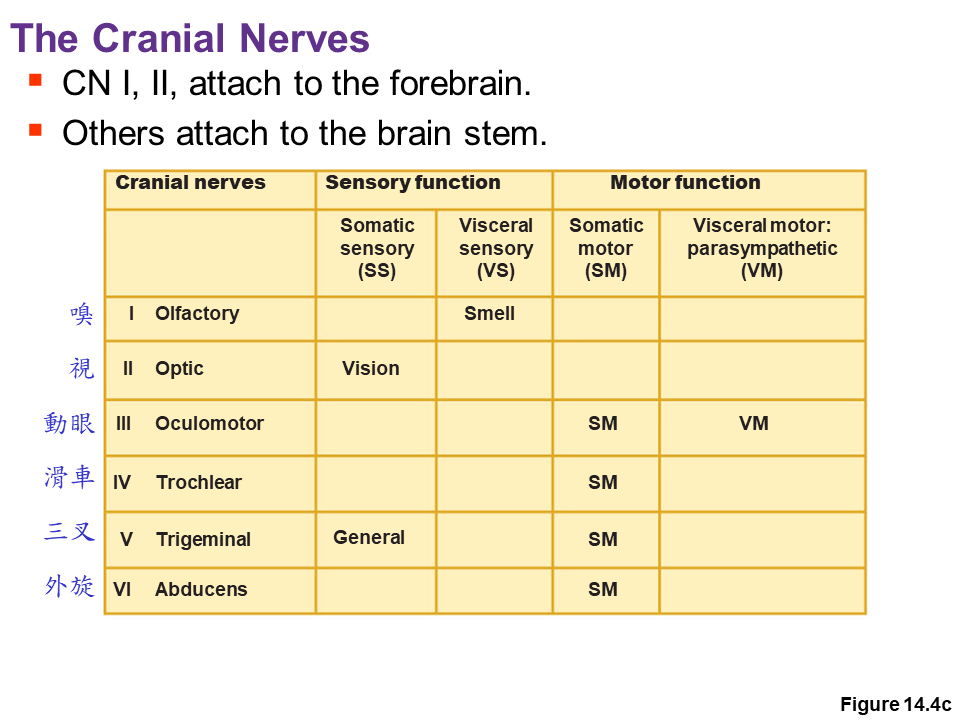 The Cranial Nerves
▪ CN I, II, attach to the forebrain.
▪ Others attach to the brain stem.
Cranial nerves Sensory function Motor function
Somatic sensory (SS) Visceral sensory (VS) Somatic motor (SM) Visceral motor: parasympathetic (VM)
嗅 I Olfactory Smell
視 II Optic Vision
動眼 III Oculomotor SM VM
滑車 IV Trochlear SM
三叉 V Trigeminal General SM
外旋 VI Abducens SM
Figure 14.4c